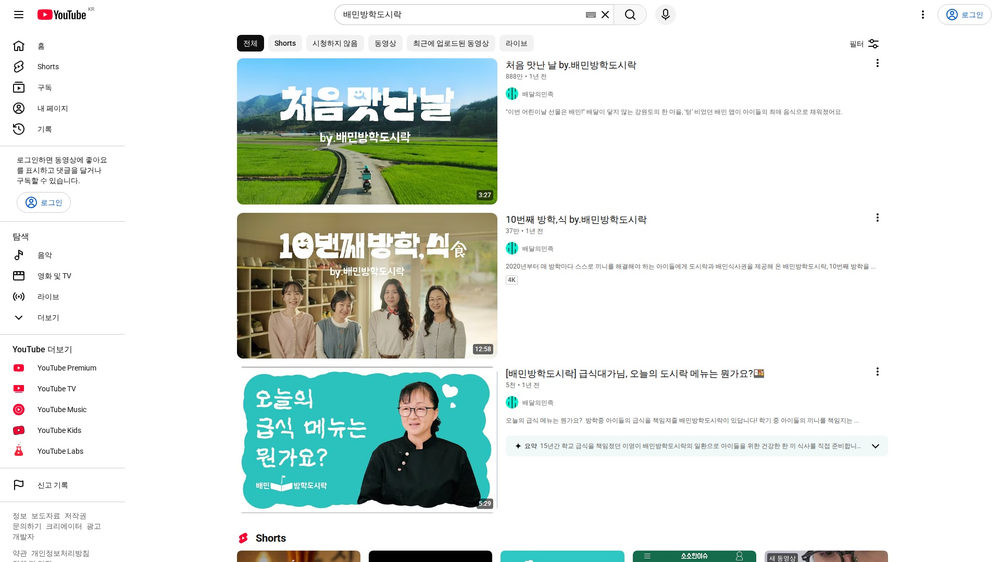 YouTube KR
배민방학도시락
로그인
홈
Shorts
구독
내 페이지
기록
로그인하면 동영상에 좋아요
를 표시하고 댓글을 달거나
구독할 수 있습니다.
로그인
탐색
음악
영화 및 TV
라이브
더보기
YouTube 더보기
YouTube Premium
YouTube TV
YouTube Music
YouTube Kids
YouTube Labs
신고 기록
정보 보도자료 저작권
문의하기 크리에이터 광고
개발자
약관 개인정보처리방침
전체 Shorts 시청하지 않음 동영상 최근에 업로드된 동영상 라이브
필터
처음 맛난 날
by.배민방학도시락
3:27
처음 맛난 날 by.배민방학도시락
888만 • 1년 전
배달의민족
"이번 어린이날 선물은 배민!" 배달이 닿지 않는 강원도의 한 마을, '텅' 비었던 배민 앱이 아이들의 최애 음식으로 채워졌어요.
10번째 방학,식食
by.배민방학도시락
12:58
10번째 방학,식 by.배민방학도시락
37만 • 1년 전
배달의민족
2020년부터 매 방학마다 스스로 끼니를 해결해야 하는 아이들에게 도시락과 배민식사권을 제공해 온 배민방학도시락, 10번째 방학을 ...
4K
오늘의
급식 메뉴는
뭔가요?
배민 방학도시락
5:29
[배민방학도시락] 급식대가님, 오늘의 도시락 메뉴는 뭔가요?🍱
5천 • 1년 전
배달의민족
오늘의 급식 메뉴는 뭔가요? 방학중 아이들의 급식을 책임져줄 배민방학도시락이 있답니다! 학기 중 아이들의 끼니를 책임지는 ...
요약 15년간 학교 급식을 책임졌던 이영이 배민방학도시락의 일환으로 아이들을 위한 건강한 한 끼 식사를 직접 준비합니...
Shorts
소소한이슈
새 동영상